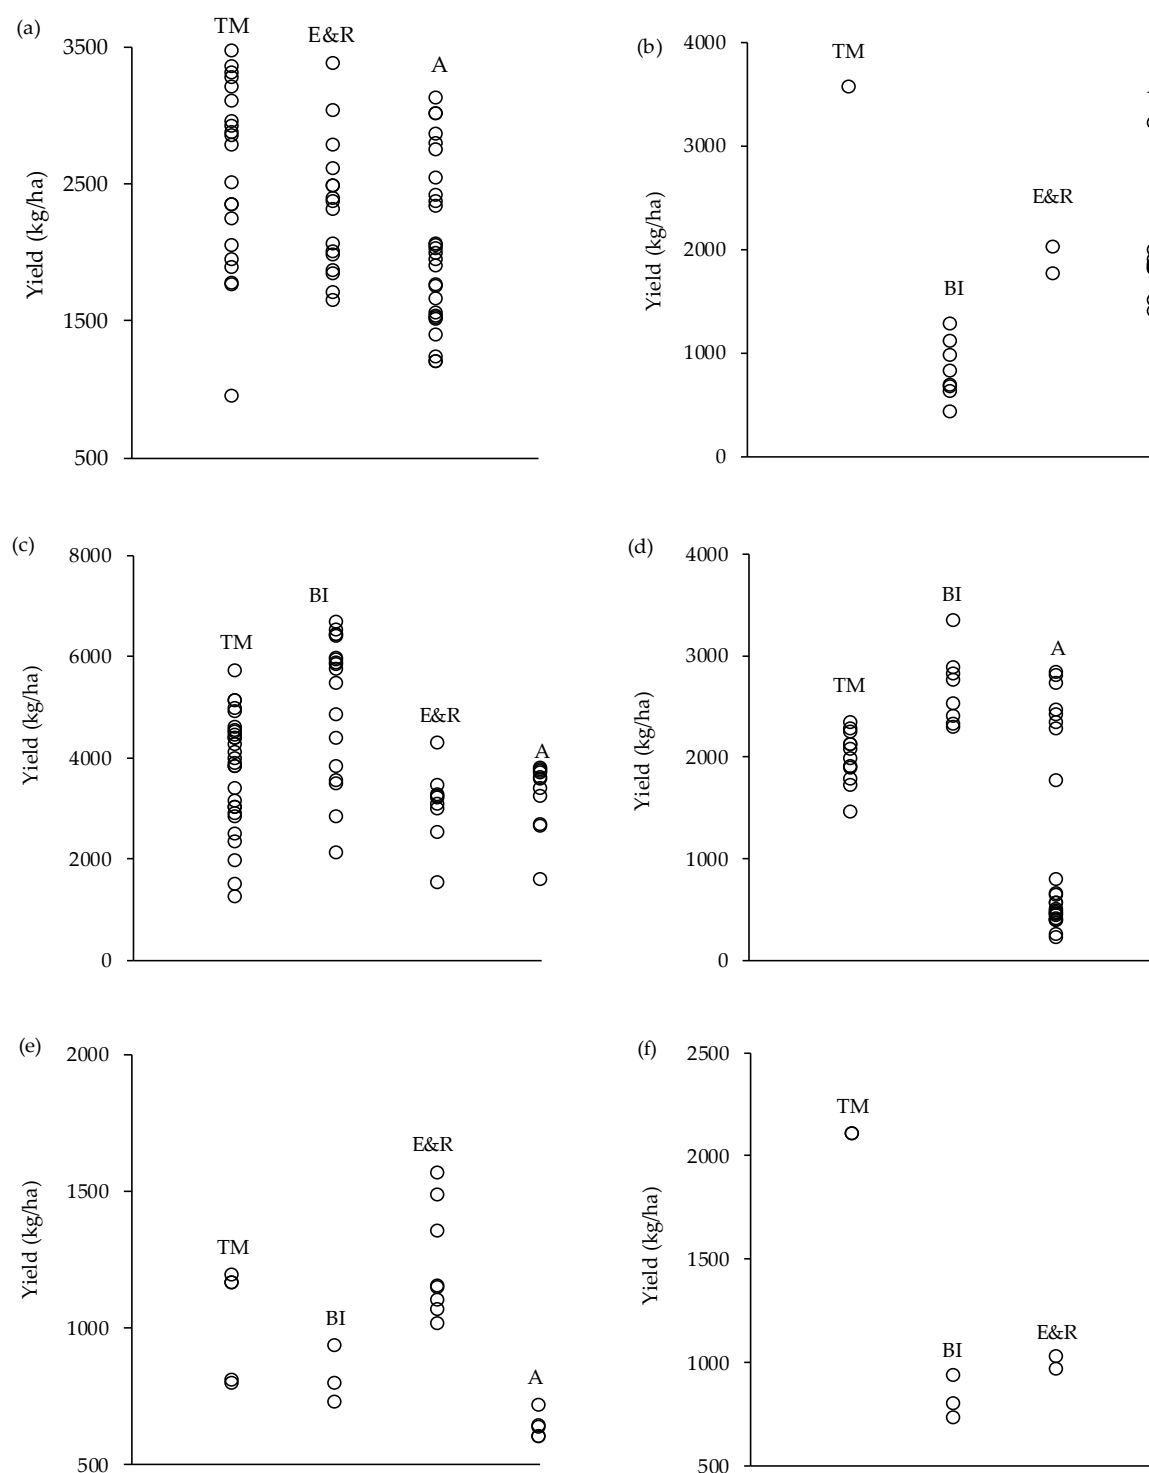 (a)
TM
E&R
A
3500
2500
1500
500
Yield (kg/ha)
(b)
TM
BI
E&R
4000
3000
2000
1000
0
Yield (kg/ha)
(c)
TM
BI
E&R
A
8000
6000
4000
2000
0
Yield (kg/ha)
(d)
TM
BI
A
4000
3000
2000
1000
0
Yield (kg/ha)
(e)
TM
BI
E&R
A
2000
1500
1000
500
Yield (kg/ha)
(f)
TM
BI
E&R
2500
2000
1500
1000
500
Yield (kg/ha)